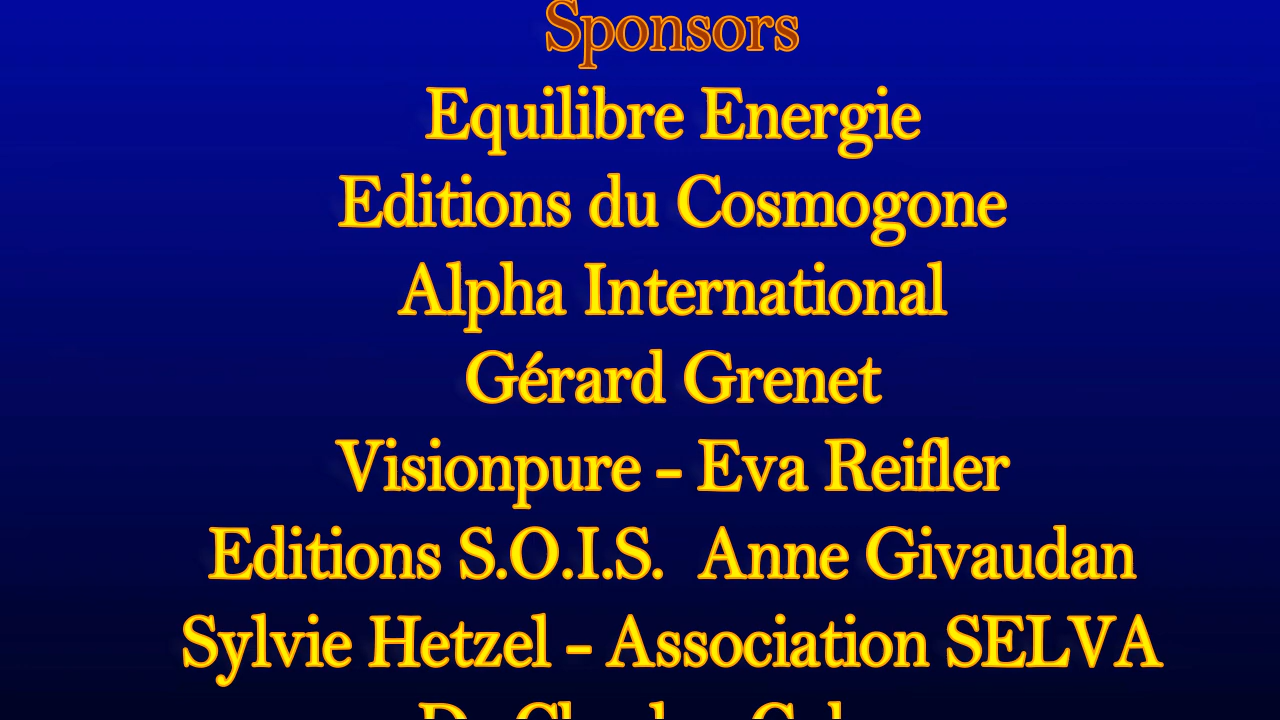 Sponsors
Equilibre Energie
Editions du Cosmogone
Alpha International
Gérard Grenet
Visionpure - Eva Reifler
Editions S.O.I.S. Anne Givaudan
Sylvie Hetzel - Association SELVA